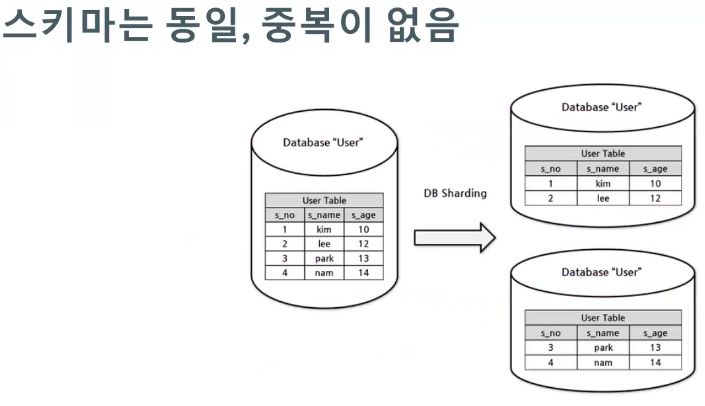 스키마는 동일, 중복이 없음
Database "User"
User Table
s_no s_name s_age
1 kim 10
2 lee 12
3 park 13
4 nam 14
DB Sharding
Database "User"
User Table
s_no s_name s_age
1 kim 10
2 lee 12
Database "User"
User Table
s_no s_name s_age
3 park 13
4 nam 14